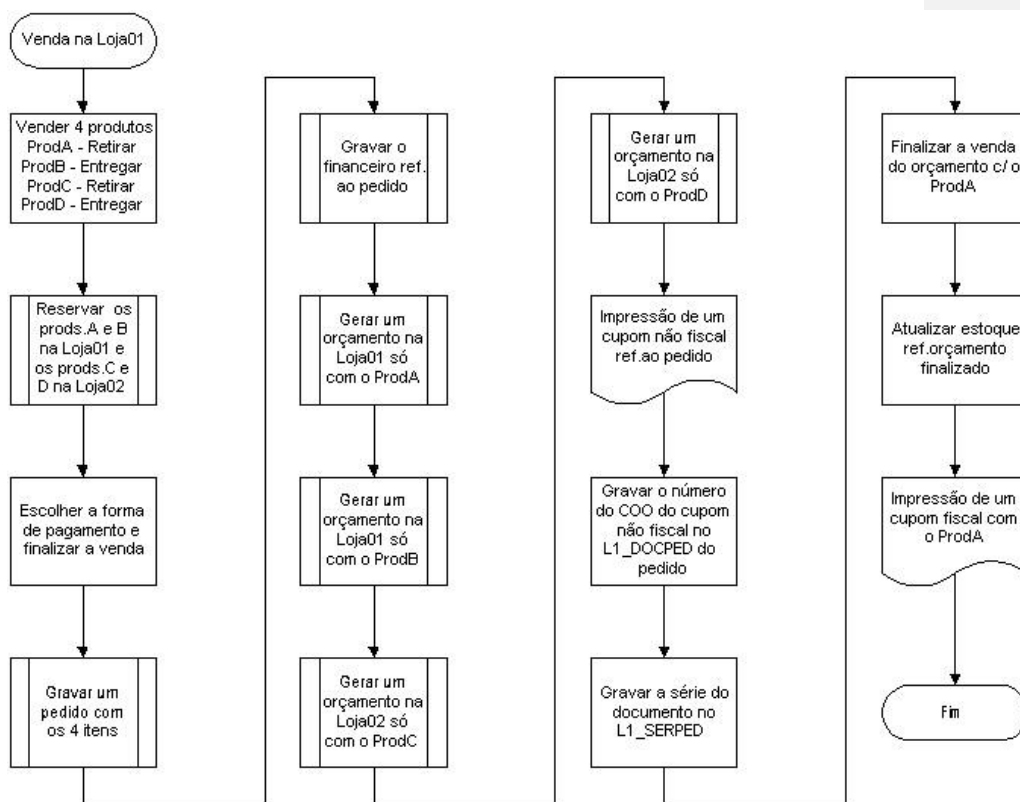 Venda na Loja01
Vender 4 produtos
ProdA - Retirar
ProdB - Entregar
ProdC - Retirar
ProdD - Entregar
Reservar os
prods.A e B
na Loja01 e
os prods.C e
D na Loja02
Escolher a forma
de pagamento e
finalizar a venda
Gravar um
pedido com
os 4 itens
Gravar o
financeiro ref.
ao pedido
Gerar um
orçamento na
Loja01 só
com o ProdA
Gerar um
orçamento na
Loja01 só
com o ProdB
Gerar um
orçamento na
Loja02 só
com o ProdC
Gerar um
orçamento na
Loja02 só
com o ProdD
Impressão de um
cupom não fiscal
ref.ao pedido
Gravar o número
do COO do cupom
não fiscal no
L1_DOCPED do
pedido
Gravar a série do
documento no
L1_SERPED
Finalizar a venda
do orçamento c/ o
ProdA
Atualizar estoque
ref.orçamento
finalizado
Impressão de um
cupom fiscal com
o ProdA
Fim